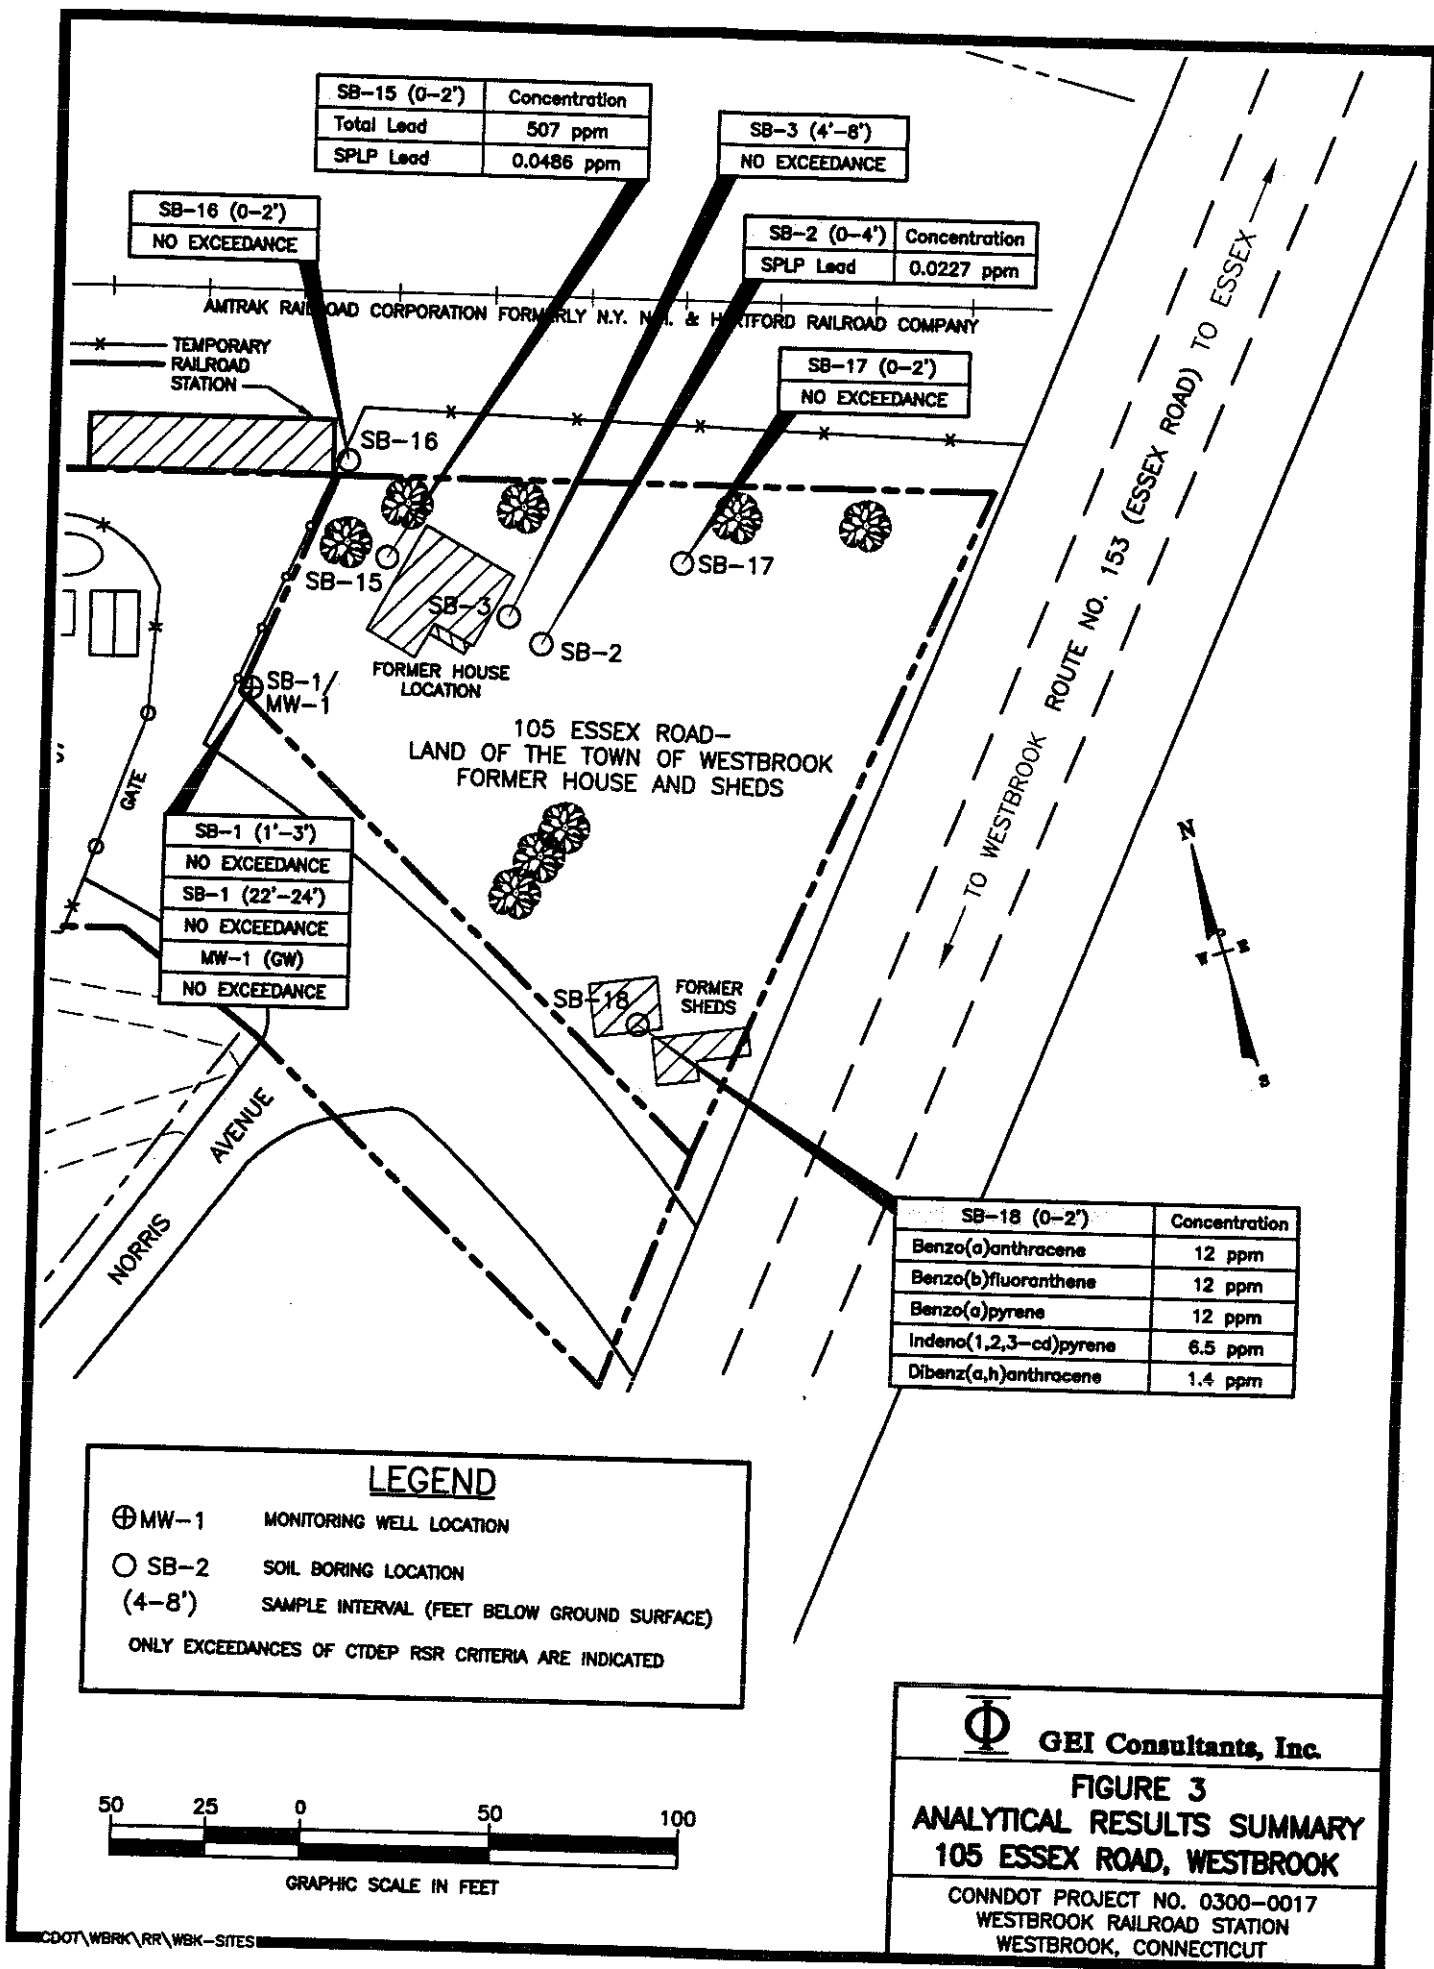 SB-15 (0-2') Concentration
Total Lead 507 ppm
SPLP Lead 0.0486 ppm
SB-3 (4'-8')
NO EXCEEDANCE
SB-16 (0-2')
NO EXCEEDANCE
SB-2 (0-4') Concentration
SPLP Lead 0.0227 ppm
AMTRAK RAILROAD CORPORATION FORMERLY N.Y. & HARTFORD RAILROAD COMPANY
TEMPORARY
RAILROAD
STATION
SB-17 (0-2')
NO EXCEEDANCE
SB-16
SB-15
SB-3
SB-17
SB-2
FORMER HOUSE
LOCATION
SB-1/
MW-1
105 ESSEX ROAD-
LAND OF THE TOWN OF WESTBROOK
FORMER HOUSE AND SHEDS
S
GATE
TO WESTBROOK ROUTE NO. 153 (ESSEX ROAD) TO ESSEX
SB-1 (1'-3')
NO EXCEEDANCE
SB-1 (22'-24')
NO EXCEEDANCE
MW-1 (GW)
NO EXCEEDANCE
N
W E
S
SB-18
FORMER
SHEDS
NORRIS AVENUE
SB-18 (0-2') Concentration
Benzo(a)anthracene 12 ppm
Benzo(b)fluoranthene 12 ppm
Benzo(a)pyrene 12 ppm
Indeno(1,2,3-cd)pyrene 6.5 ppm
Dibenz(a,h)anthracene 1.4 ppm
LEGEND
MW-1 MONITORING WELL LOCATION
SB-2 SOIL BORING LOCATION
(4-8') SAMPLE INTERVAL (FEET BELOW GROUND SURFACE)
ONLY EXCEEDANCES OF CTDEP RSR CRITERIA ARE INDICATED
50 25 0 50 100
GRAPHIC SCALE IN FEET
GEI Consultants, Inc.
FIGURE 3
ANALYTICAL RESULTS SUMMARY
105 ESSEX ROAD, WESTBROOK
CONNDOT PROJECT NO. 0300-0017
WESTBROOK RAILROAD STATION
WESTBROOK, CONNECTICUT
CDOT\WBRK\RR\WBK-SITES